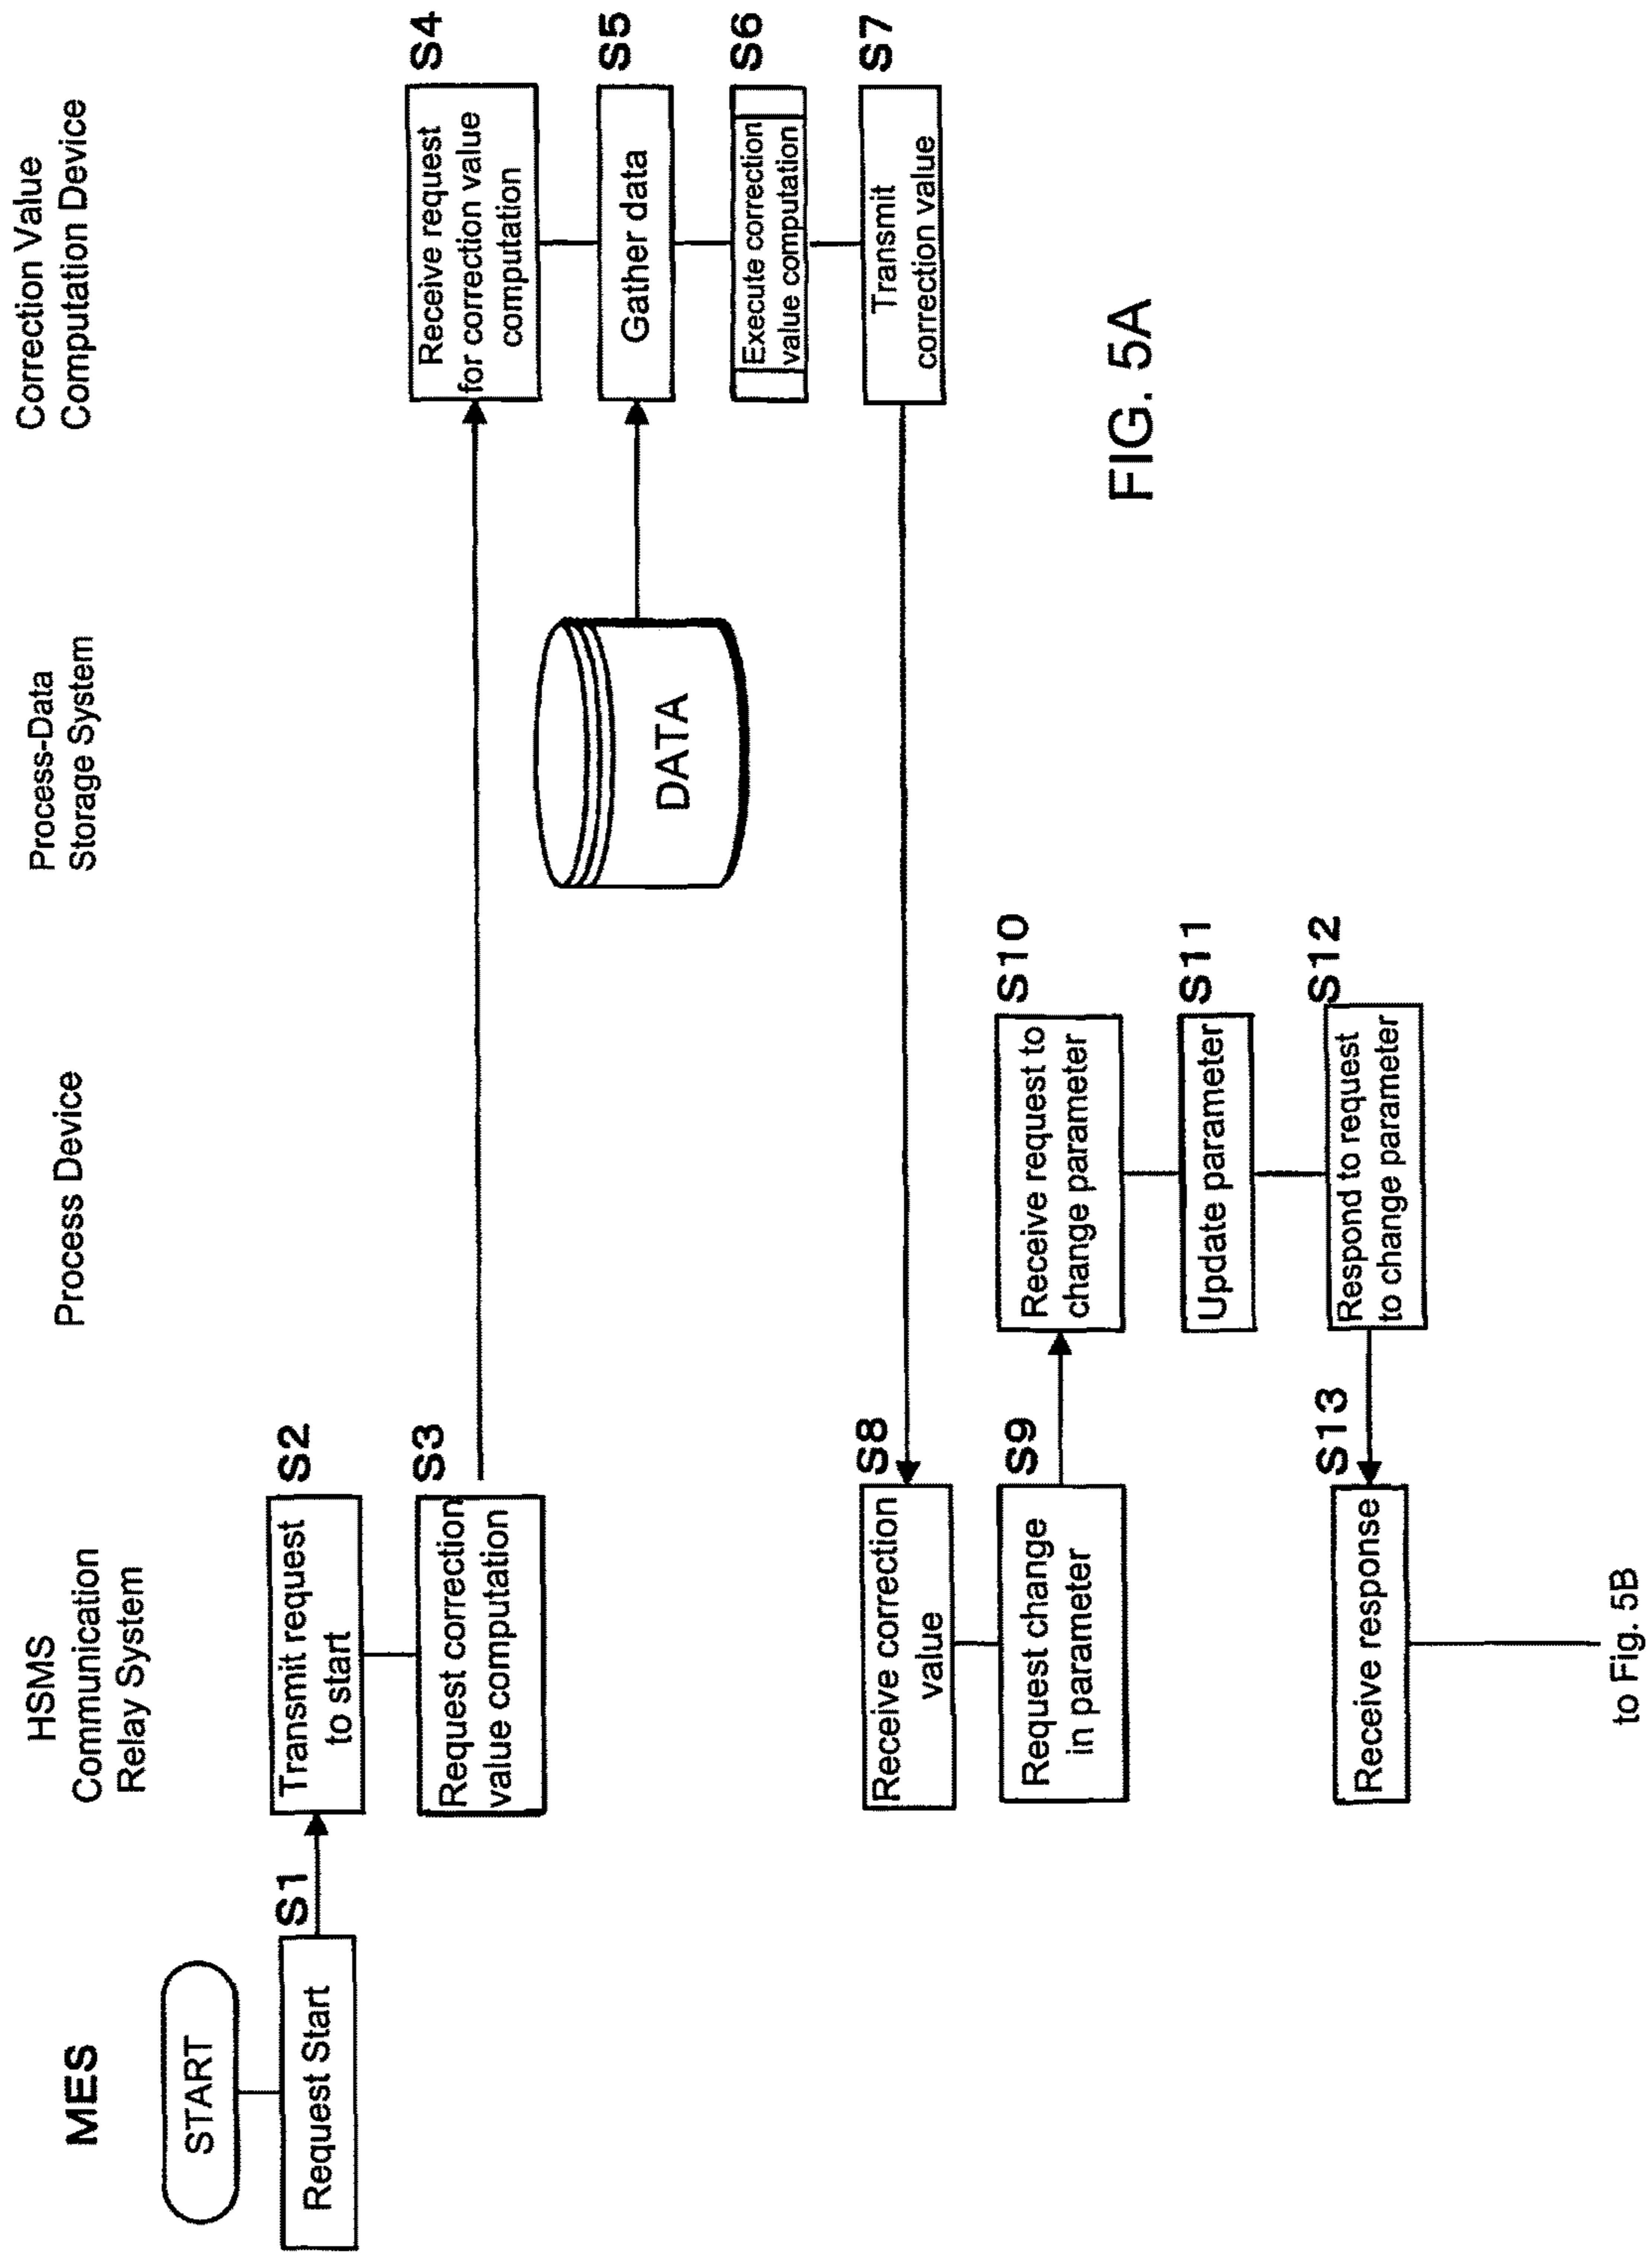 MES
HSMS
Communication
Relay System
Process Device
Process-Data
Storage System
Correction Value
Computation Device
START
S1
Request Start
S2
Transmit request
to start
S3
Request correction
value computation
S4
Receive request
for correction value
computation
S5
Gather data
DATA
S6
Execute correction
value computation
S7
Transmit
correction value
S8
Receive correction
value
S9
Request change
in parameter
S10
Receive request to
change parameter
S11
Update parameter
S12
Respond to request
to change parameter
S13
Receive response
to Fig. 5B
FIG. 5A